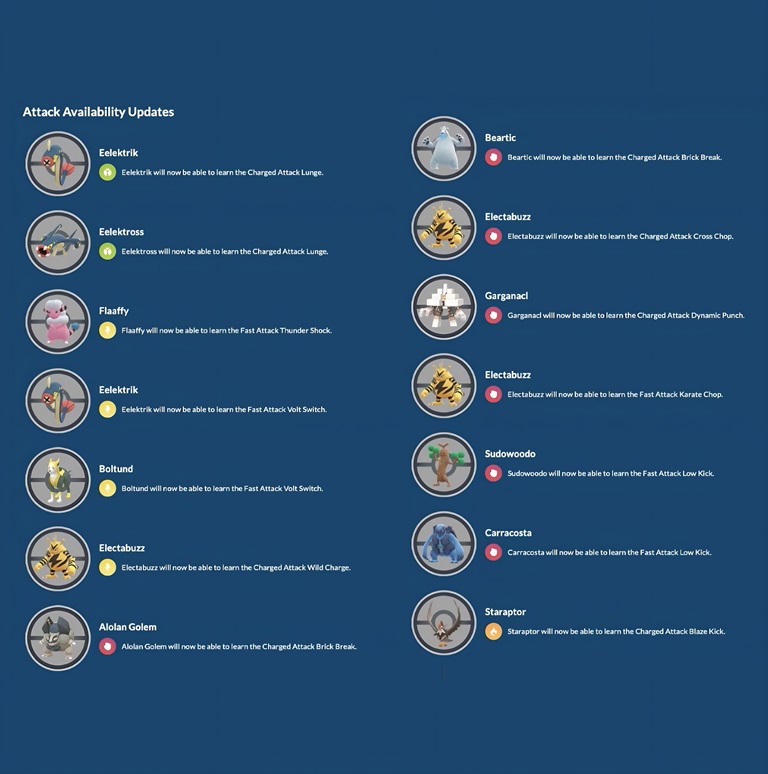 Attack Availability Updates
Eelektrik
Eelektrik will now be able to learn the Charged Attack Lunge.
Eelektross
Eelektross will now be able to learn the Charged Attack Lunge.
Flaaffy
Flaaffy will now be able to learn the Fast Attack Thunder Shock.
Eelektrik
Eelektrik will now be able to learn the Fast Attack Volt Switch.
Boltund
Boltund will now be able to learn the Fast Attack Volt Switch.
Electabuzz
Electabuzz will now be able to learn the Charged Attack Wild Charge.
Alolan Golem
Alolan Golem will now be able to learn the Charged Attack Brick Break.
Beartic
Beartic will now be able to learn the Charged Attack Brick Break.
Electabuzz
Electabuzz will now be able to learn the Charged Attack Cross Chop.
Garganacl
Garganacl will now be able to learn the Charged Attack Dynamic Punch.
Electabuzz
Electabuzz will now be able to learn the Fast Attack Karate Chop.
Sudowoodo
Sudowoodo will now be able to learn the Fast Attack Low Kick.
Carracosta
Carracosta will now be able to learn the Fast Attack Low Kick.
Staraptor
Staraptor will now be able to learn the Charged Attack Blaze Kick.